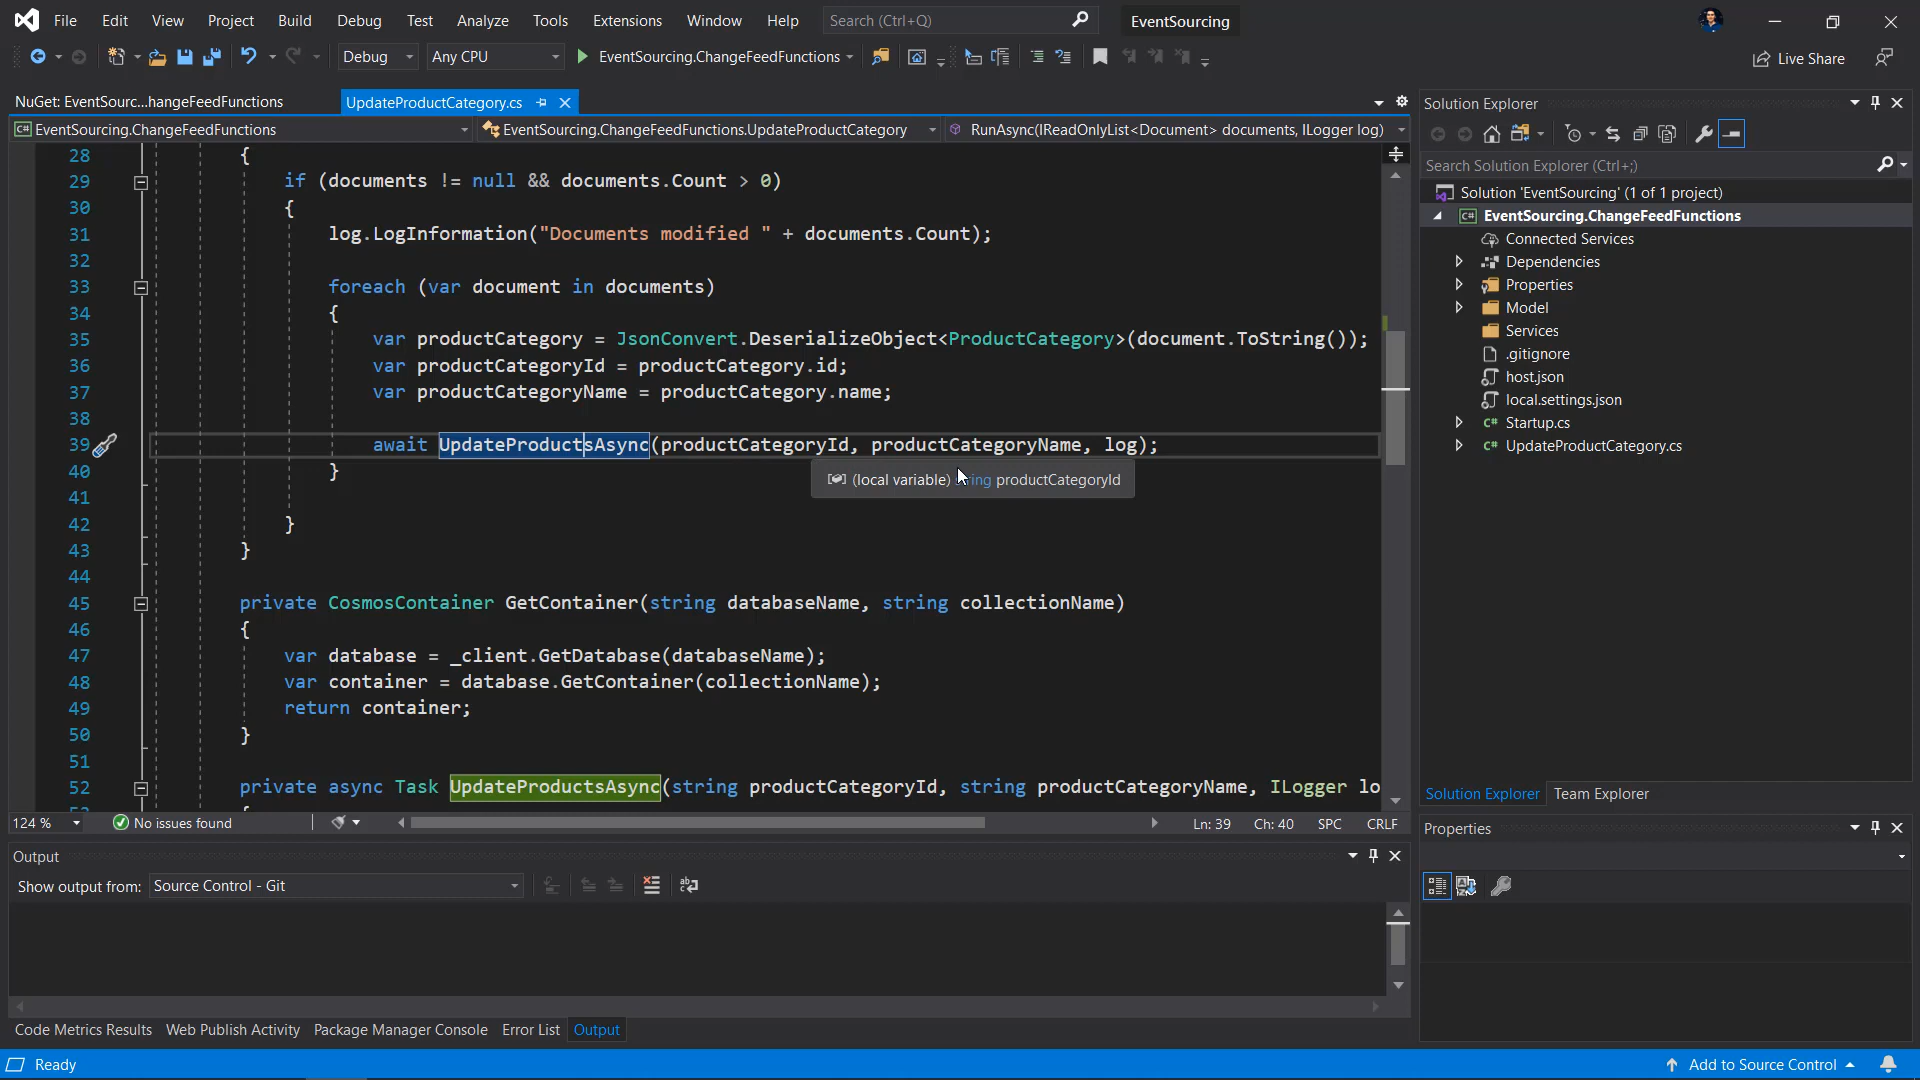 File Edit View Project Build Debug Test Analyze Tools Extensions Window Help Search (Ctrl+Q) EventSourcing
Debug Any CPU EventSourcing.ChangeFeedFunctions Live Share
NuGet: EventSourc...hangeFeedFunctions UpdateProductCategory.cs
EventSourcing.ChangeFeedFunctions EventSourcing.ChangeFeedFunctions.UpdateProductCategory RunAsync(IReadOnlyList<Document> documents, ILogger log)
28 {
29 if (documents != null && documents.Count > 0)
30 {
31 log.LogInformation("Documents modified " + documents.Count);
32
33 foreach (var document in documents)
34 {
35 var productCategory = JsonConvert.DeserializeObject<ProductCategory>(document.ToString());
36 var productCategoryId = productCategory.id;
37 var productCategoryName = productCategory.name;
38
39 await UpdateProductsAsync(productCategoryId, productCategoryName, log);
40 }
(local variable) productCategoryId
41
42 }
43 }
44
45 private CosmosContainer GetContainer(string databaseName, string collectionName)
46 {
47 var database = _client.GetDatabase(databaseName);
48 var container = database.GetContainer(collectionName);
49 return container;
50 }
51
52 private async Task UpdateProductsAsync(string productCategoryId, string productCategoryName, ILogger lo
124 % No issues found Ln: 39 Ch: 40 SPC CRLF
Output
Show output from: Source Control - Git
Code Metrics Results Web Publish Activity Package Manager Console Error List Output
Solution Explorer
Search Solution Explorer (Ctrl+;)
Solution 'EventSourcing' (1 of 1 project)
C# EventSourcing.ChangeFeedFunctions
Connected Services
Dependencies
Properties
Model
Services
.gitignore
host.json
local.settings.json
C# Startup.cs
C# UpdateProductCategory.cs
Solution Explorer Team Explorer
Properties
Ready Add to Source Control